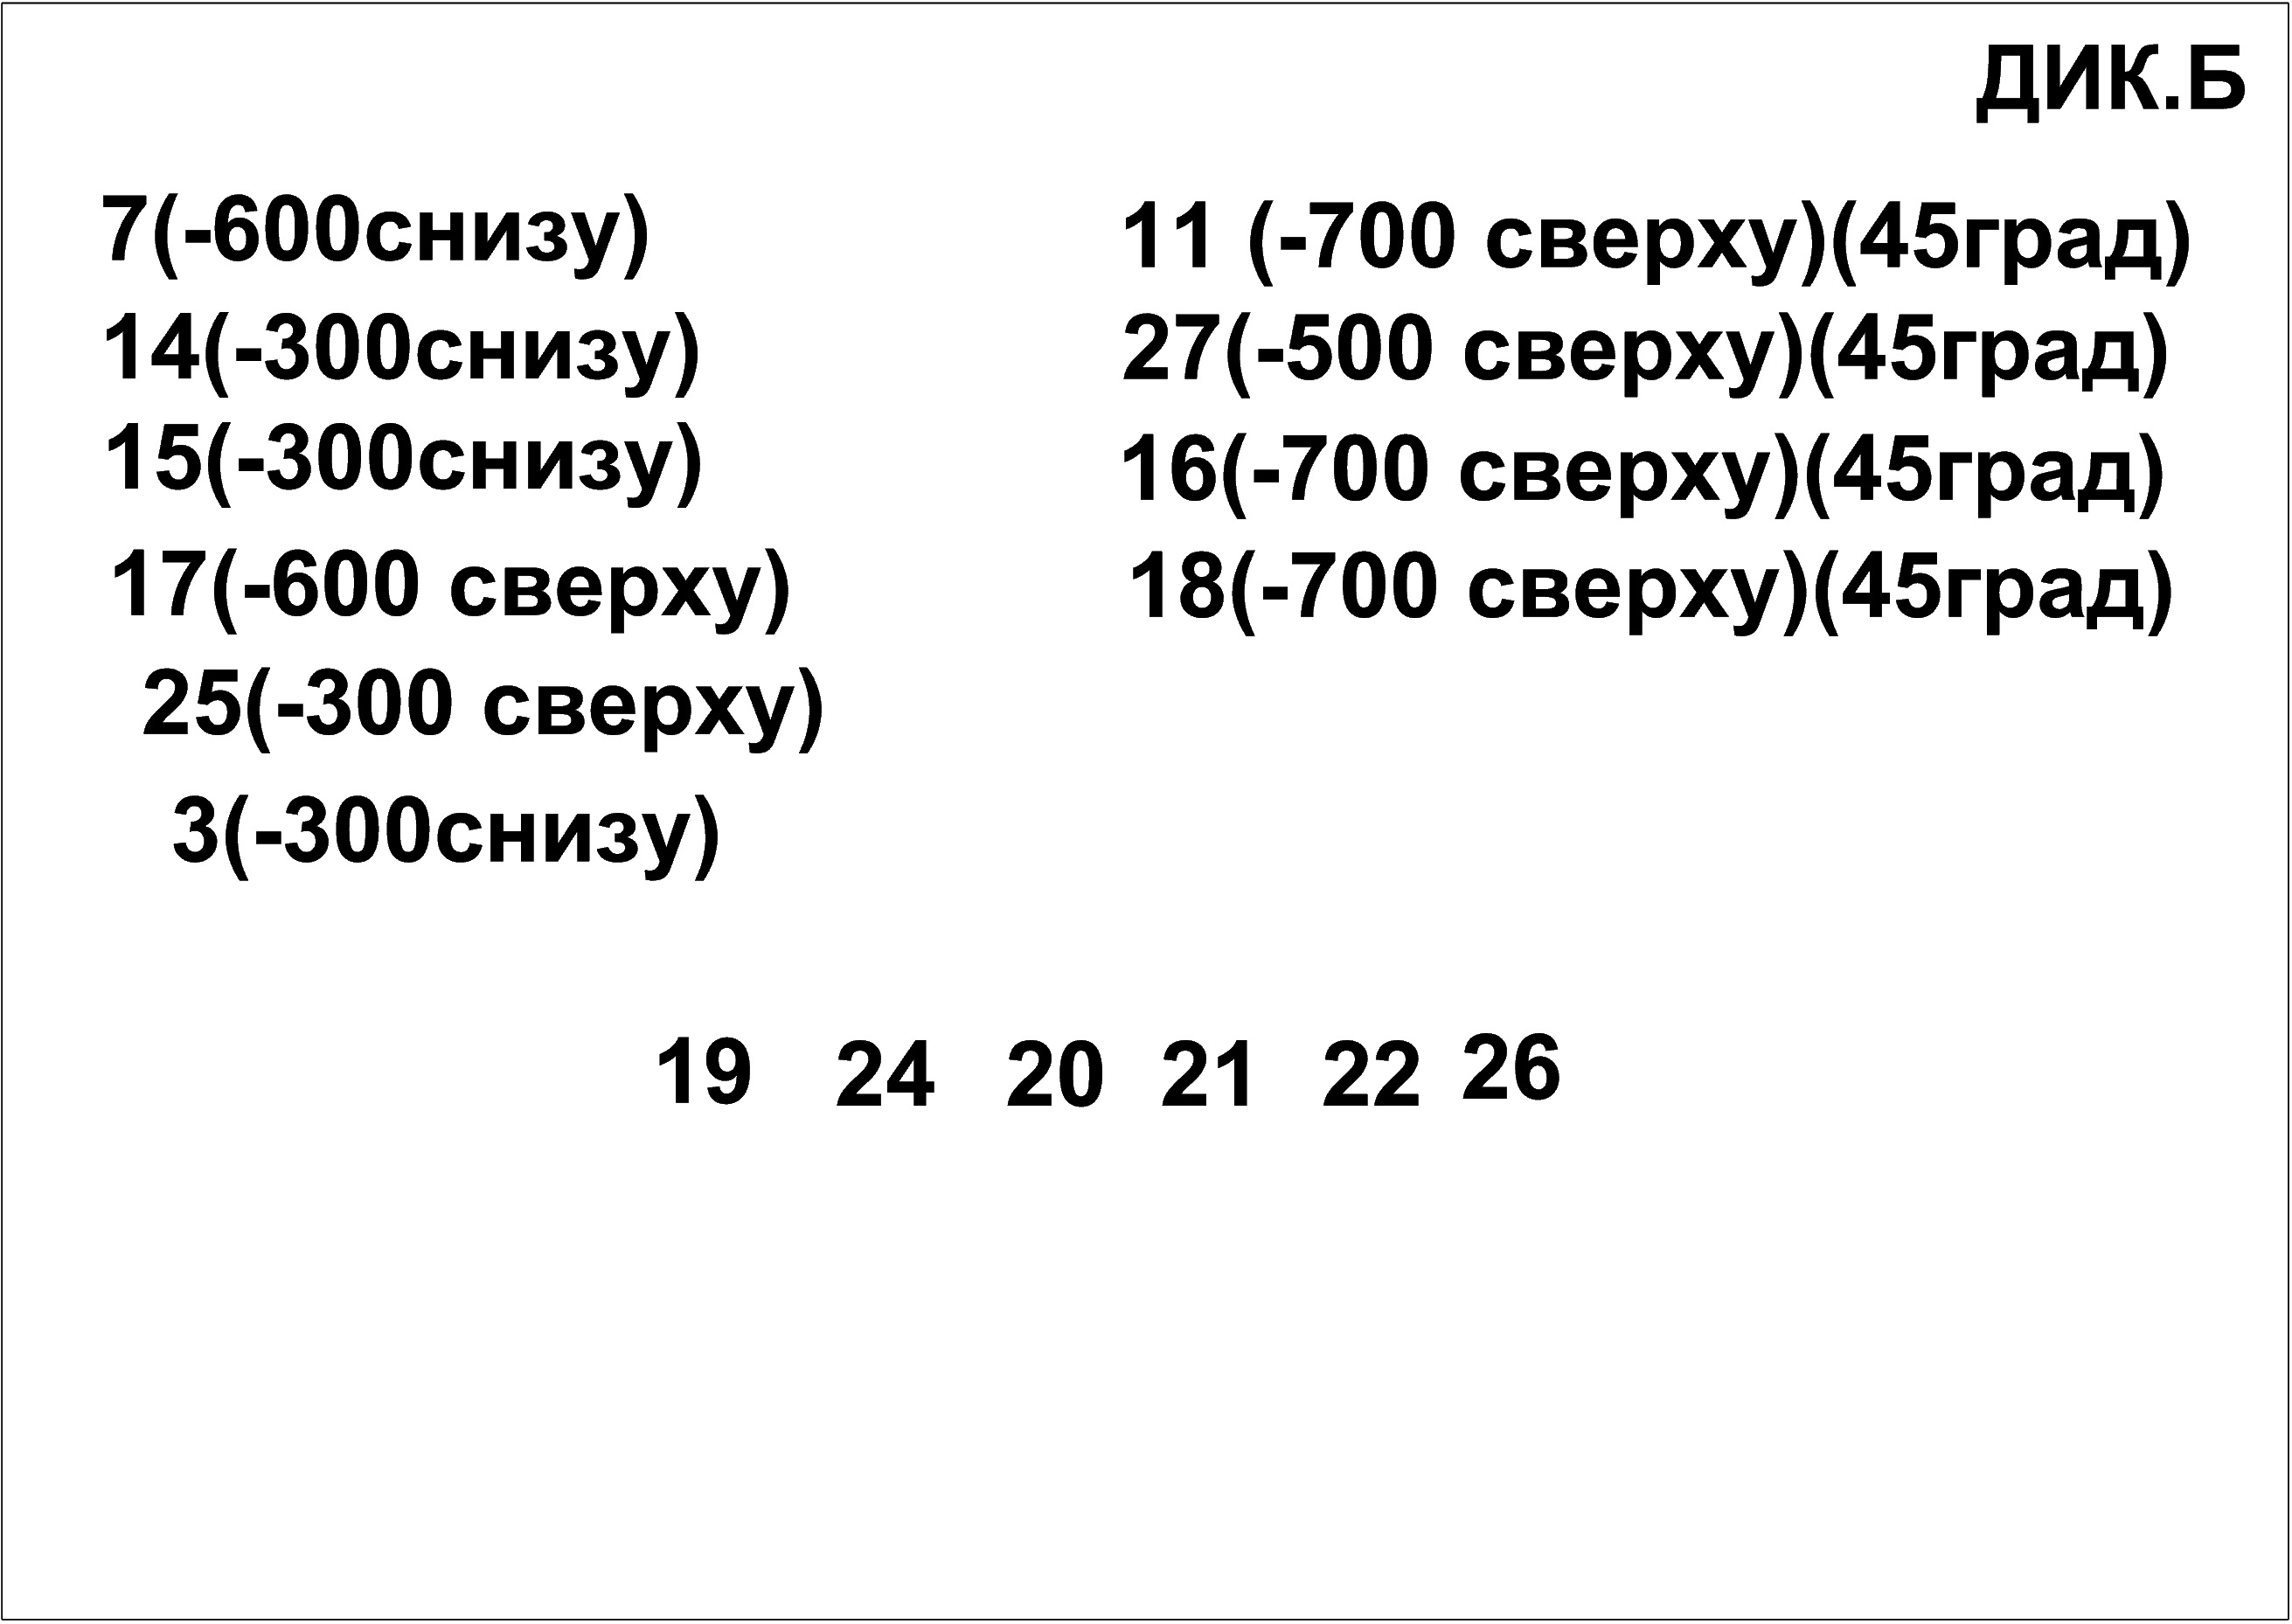 ДИК.Б
7(-600снизу)
14(-300снизу)
15(-300снизу)
17(-600 сверху)
25(-300 сверху)
3(-300снизу)
11 (-700 сверху)(45град)
27(-500 сверху)(45град)
16(-700 сверху)(45град)
18(-700 сверху)(45град)
19 24 20 21 22 26